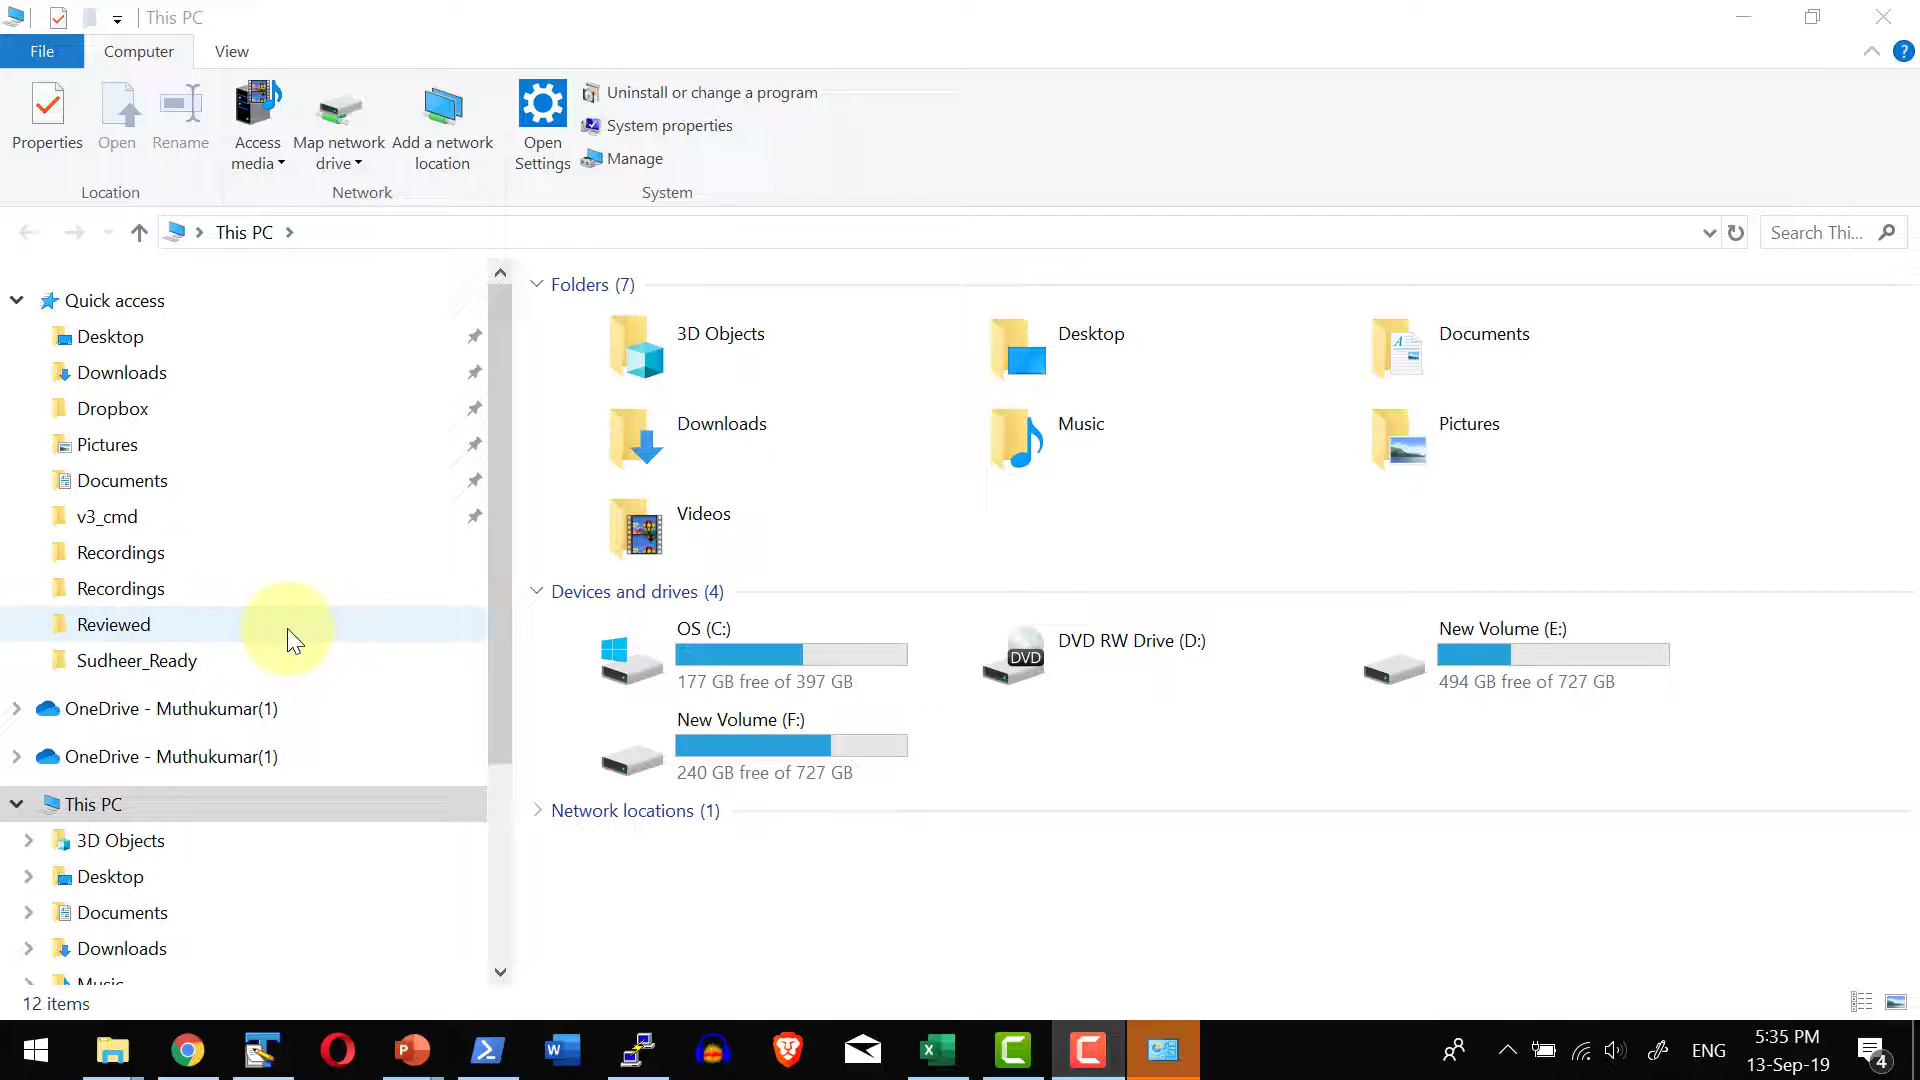 This PC
File
Computer
View
?
Properties
Open
Rename
Access
media
Map network
drive
Add a network
location
Open
Settings
Uninstall or change a program
System properties
Manage
Location
Network
System
This PC
Search Thi...
Quick access
Desktop
Downloads
Dropbox
Pictures
Documents
v3_cmd
Recordings
Recordings
Reviewed
Sudheer_Ready
OneDrive - Muthukumar(1)
OneDrive - Muthukumar(1)
This PC
3D Objects
Desktop
Documents
Downloads
Music
Folders (7)
3D Objects
Desktop
Documents
Downloads
Music
Pictures
Videos
Devices and drives (4)
OS (C:)
177 GB free of 397 GB
DVD
DVD RW Drive (D:)
New Volume (E:)
494 GB free of 727 GB
New Volume (F:)
240 GB free of 727 GB
Network locations (1)
12 items
ENG
5:35 PM
13-Sep-19
4